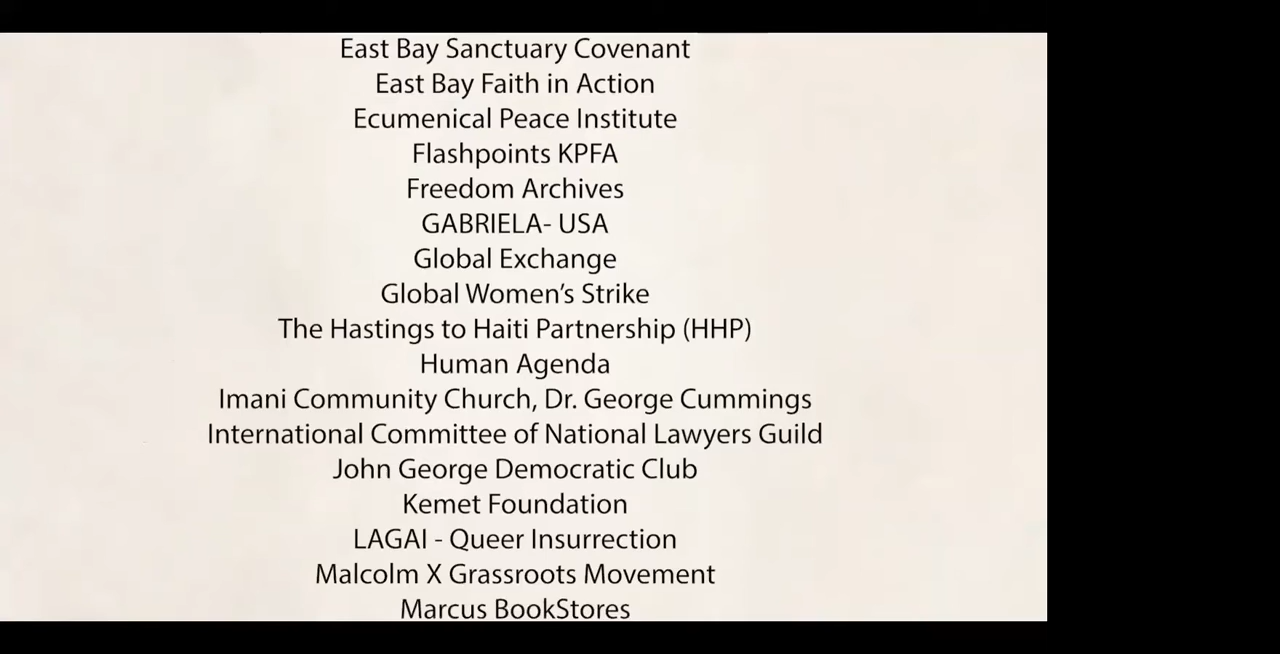 East Bay Sanctuary Covenant
East Bay Faith in Action
Ecumenical Peace Institute
Flashpoints KPFA
Freedom Archives
GABRIELA- USA
Global Exchange
Global Women's Strike
The Hastings to Haiti Partnership (HHP)
Human Agenda
Imani Community Church, Dr. George Cummings
International Committee of National Lawyers Guild
John George Democratic Club
Kemet Foundation
LAGAI - Queer Insurrection
Malcolm X Grassroots Movement
Marcus BookStores